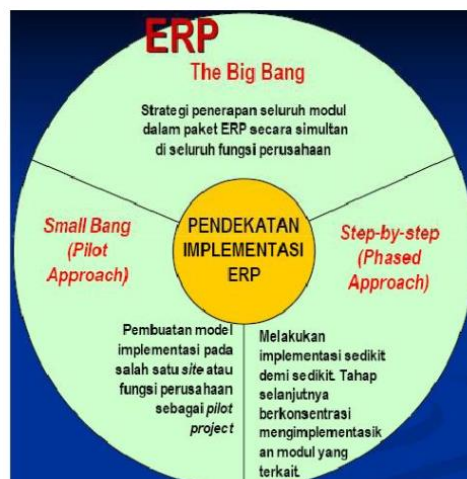 ERP
The Big Bang
Strategi penerapan seluruh modul
dalam paket ERP secara simultan
di seluruh fungsi perusahaan
Small Bang
(Pilot
Approach)
PENDEKATAN
IMPLEMENTASI
ERP
Step-by-step
(Phased
Approach)
Pembuatan model
implementasi pada
salah satu site atau
fungsi perusahaan
sebagai pilot
project
Melakukan
implementasi sedikit
demi sedikit. Tahap
selanjutnya
berkonsentrasi
mengimplementasik
an modul yang
terkait.